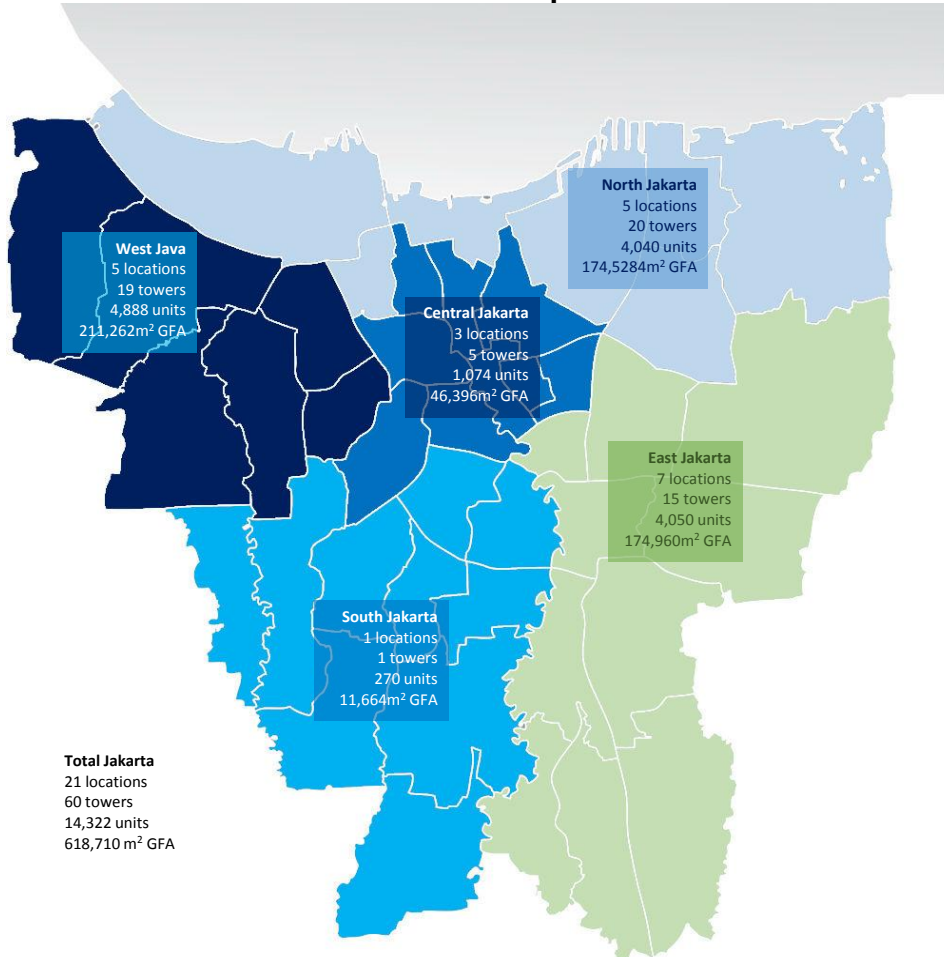 North Jakarta
5 locations
20 towers
4,040 units
174,5284m² GFA
West Java
5 locations
19 towers
4,888 units
211,262m² GFA
Central Jakarta
3 locations
5 towers
1,074 units
46,396m² GFA
East Jakarta
7 locations
15 towers
4,050 units
174,960m² GFA
South Jakarta
1 locations
1 towers
270 units
11,664m² GFA
Total Jakarta
21 locations
60 towers
14,322 units
618,710 m² GFA